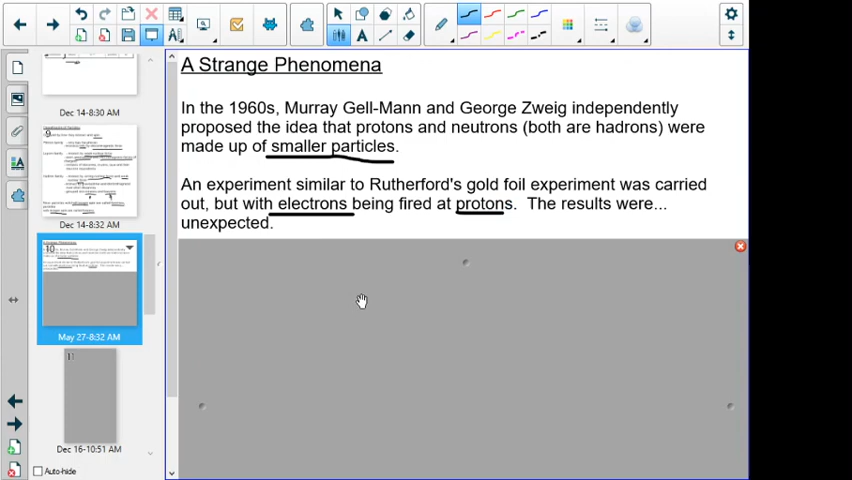 A Strange Phenomena
In the 1960s, Murray Gell-Mann and George Zweig independently
proposed the idea that protons and neutrons (both are hadrons) were
made up of smaller particles.
An experiment similar to Rutherford's gold foil experiment was carried
out, but with electrons being fired at protons. The results were...
unexpected.
Dec 14-8:30 AM
9
Dec 14-8:32 AM
10
May 27-8:32 AM
11
Dec 16-10:51 AM
Auto-hide